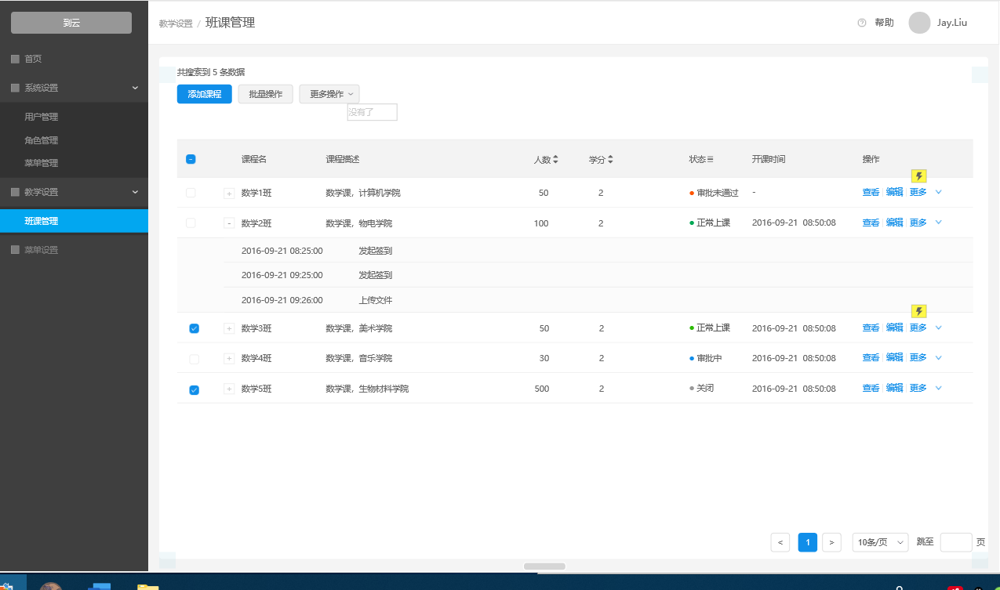 到云
教学设置 / 班课管理
帮助
Jay.Liu
首页
系统设置
用户管理
角色管理
菜单管理
教学设置
班课管理
菜单设置
共搜索到 5 条数据
添加课程 批量操作 更多操作
没有了
课程名 课程描述 人数 学分 状态 开课时间 操作
+ 数学1班 数学课，计算机学院 50 2 审批未通过 - 查看 编辑 更多
- 数学2班 数学课，物电学院 100 2 正常上课 2016-09-21 08:50:08 查看 编辑 更多
2016-09-21 08:25:00 发起签到
2016-09-21 09:25:00 发起签到
2016-09-21 09:26:00 上传文件
+ 数学3班 数学课，美术学院 50 2 正常上课 2016-09-21 08:50:08 查看 编辑 更多
+ 数学4班 数学课，音乐学院 30 2 审批中 2016-09-21 08:50:08 查看 编辑 更多
+ 数学5班 数学课，生物材料学院 500 2 关闭 2016-09-21 08:50:08 查看 编辑 更多
< 1 > 10条/页 跳至 页